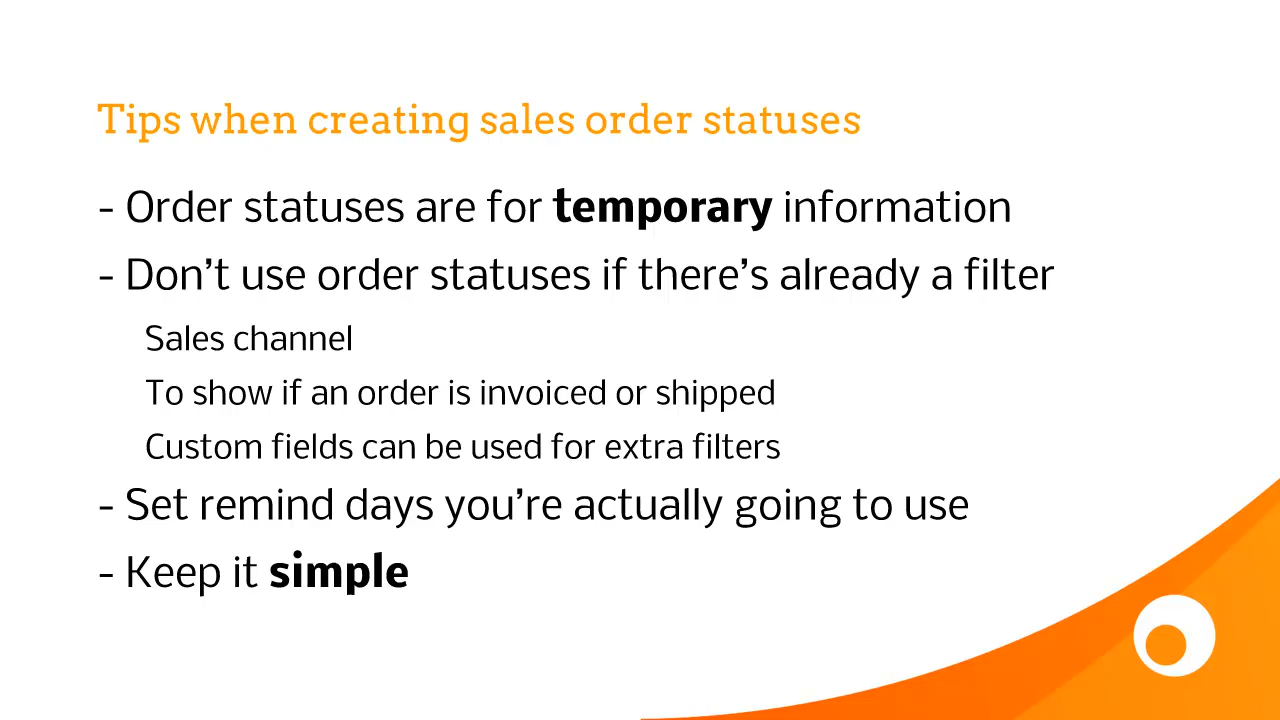 Tips when creating sales order statuses
- Order statuses are for temporary information
- Don’t use order statuses if there’s already a filter
Sales channel
To show if an order is invoiced or shipped
Custom fields can be used for extra filters
- Set remind days you’re actually going to use
- Keep it simple